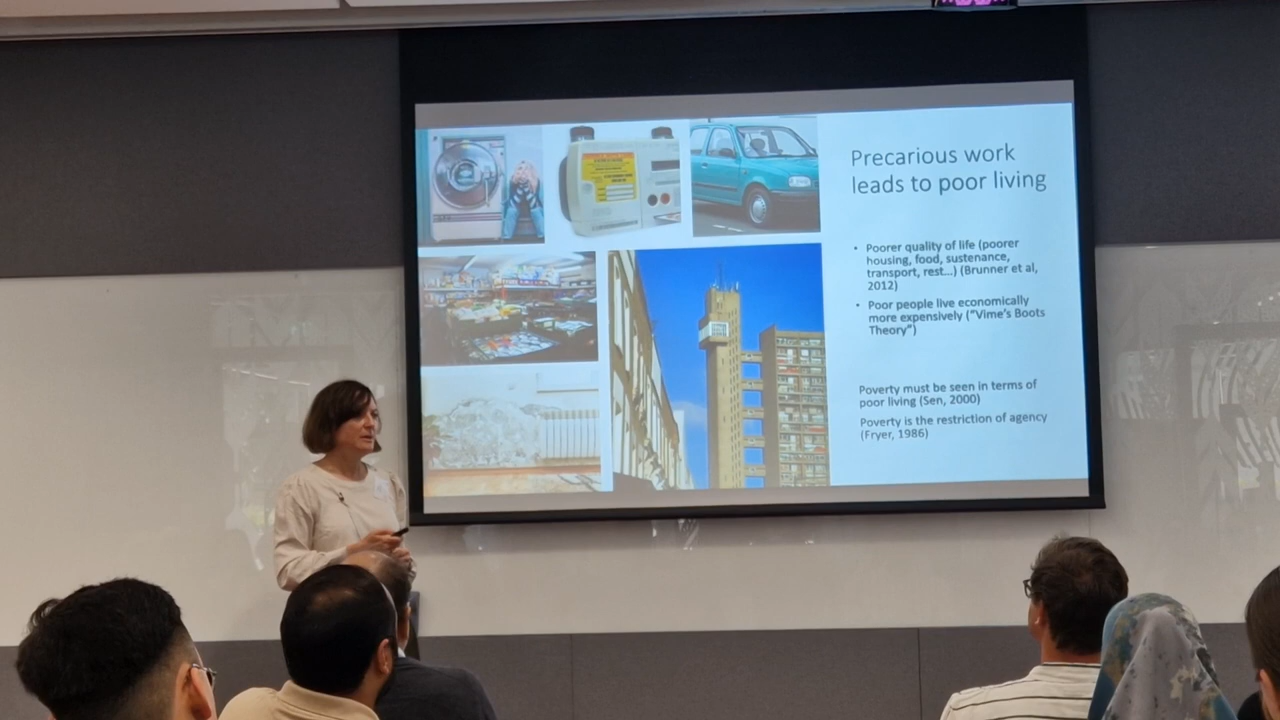 Precarious work
leads to poor living
• Poorer quality of life (poorer
housing, food, sustenance,
transport, rest...) (Brunner et al,
2012)
• Poor people live economically
more expensively ("Vime's Boots
Theory")
Poverty must be seen in terms of
poor living (Sen, 2000)
Poverty is the restriction of agency
(Fryer, 1986)